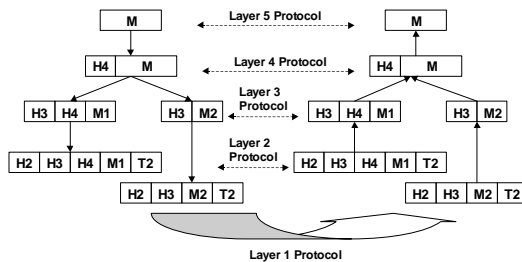 M Layer 5 Protocol M
H4 M Layer 4 Protocol H4 M
H3 H4 M1 H3 M2 Layer 3 Protocol H3 H4 M1 H3 M2
H2 H3 H4 M1 T2 Layer 2 Protocol H2 H3 H4 M1 T2
H2 H3 M2 T2 H2 H3 M2 T2
Layer 1 Protocol